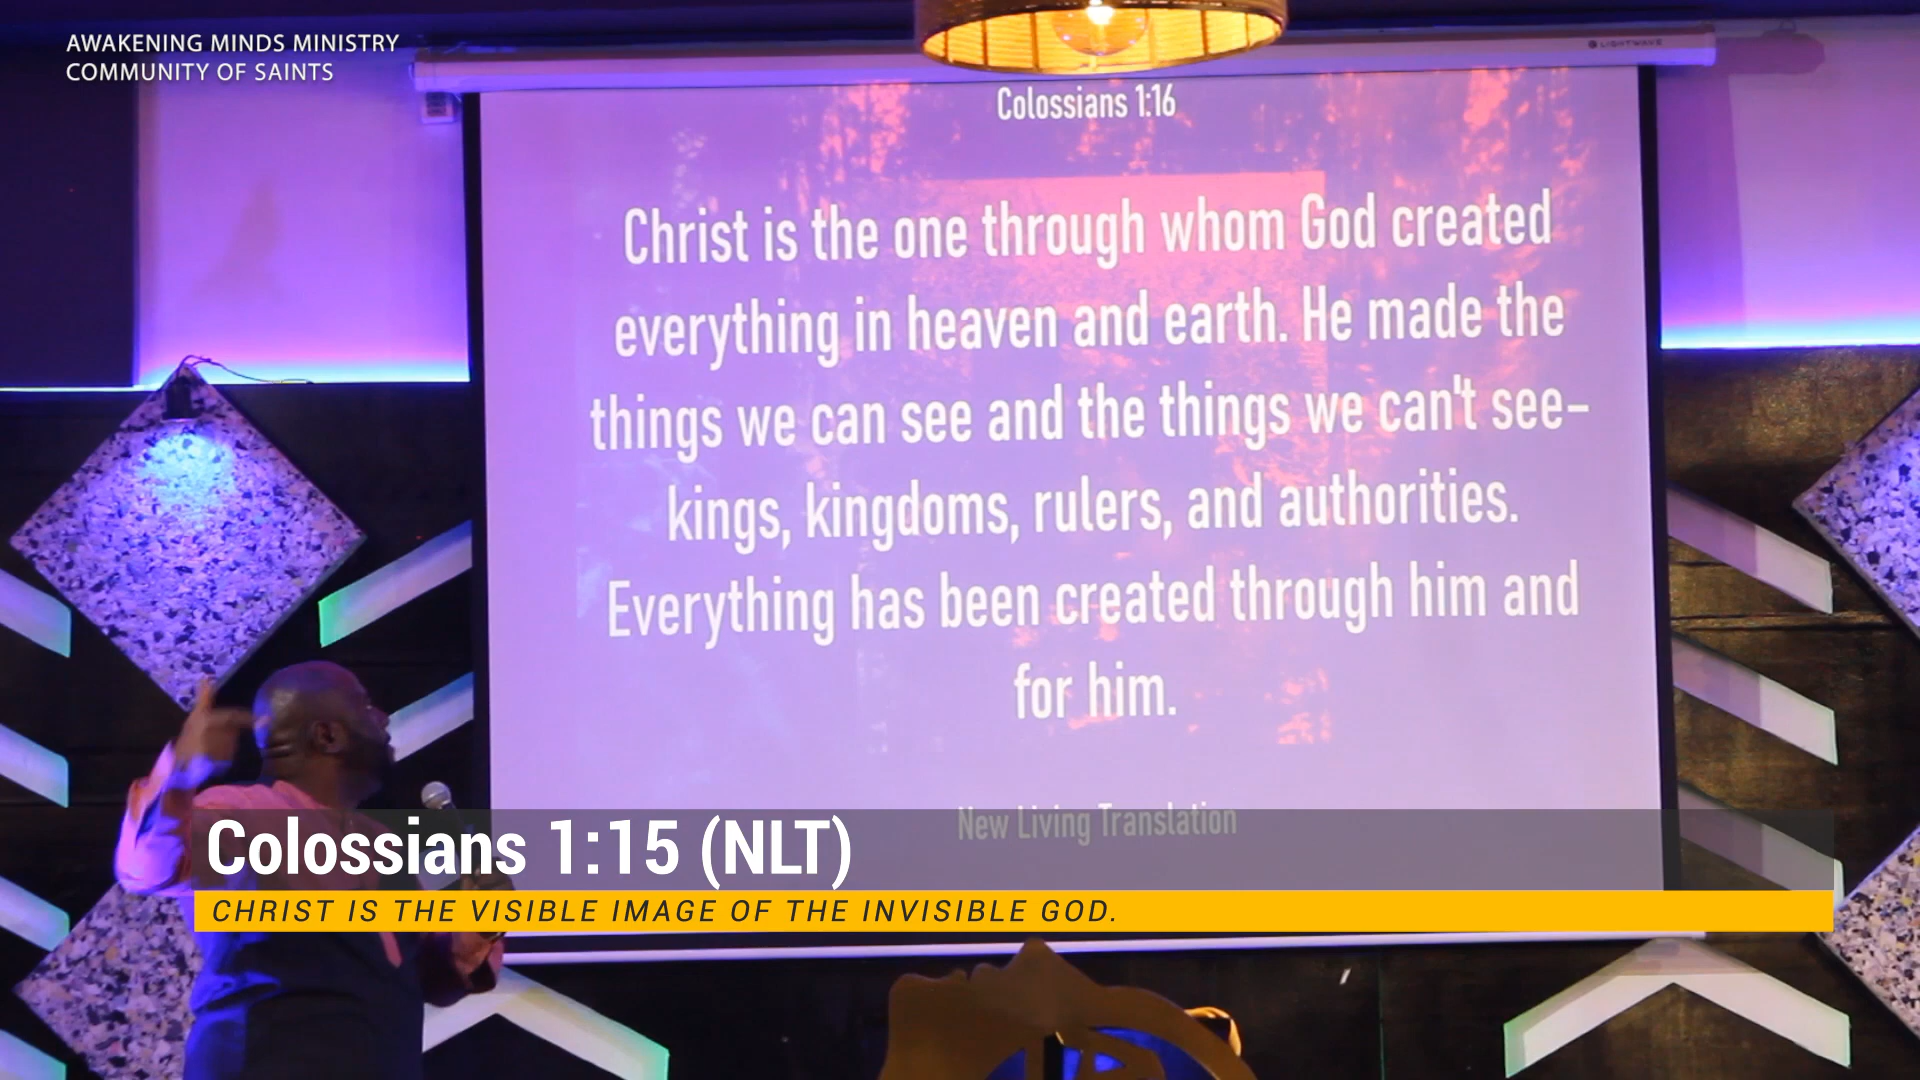 AWAKENING MINDS MINISTRY
COMMUNITY OF SAINTS
LIGHTWAVE
Colossians 1:16
Christ is the one through whom God created
everything in heaven and earth. He made the
things we can see and the things we can't see–
kings, kingdoms, rulers, and authorities.
Everything has been created through him and
for him.
New Living Translation
Colossians 1:15 (NLT)
CHRIST IS THE VISIBLE IMAGE OF THE INVISIBLE GOD.